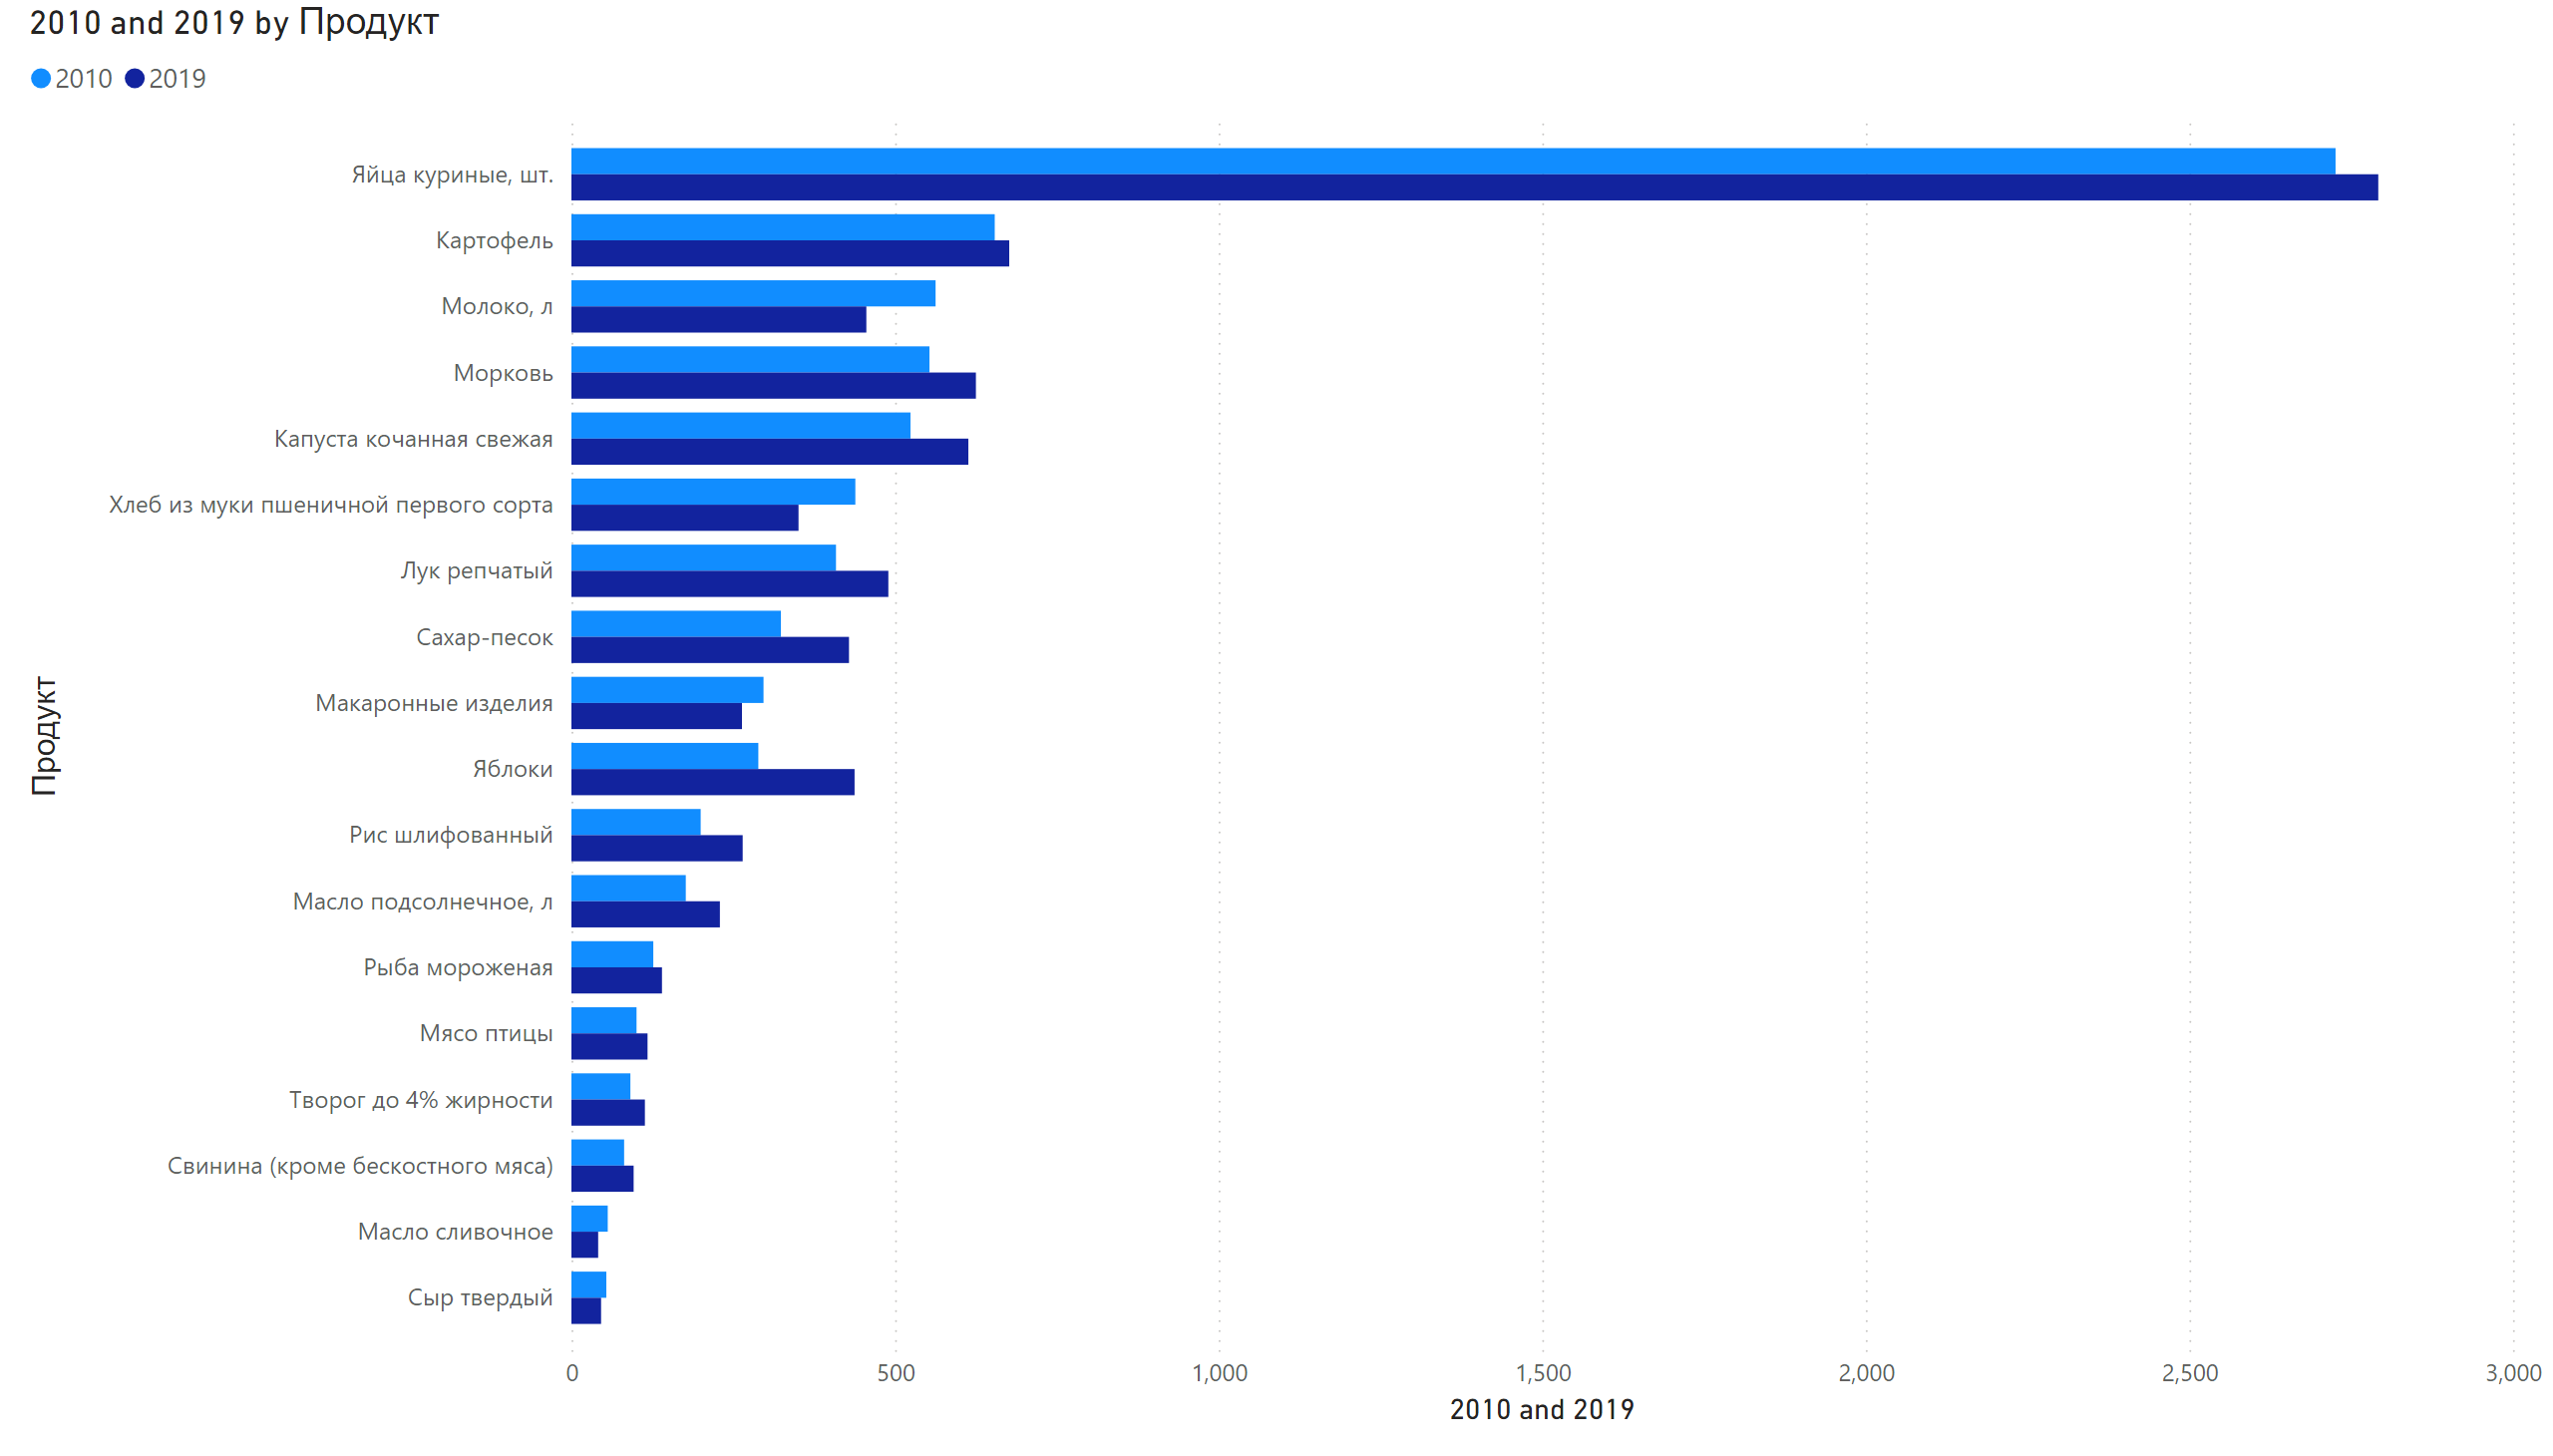 2010 and 2019 by Продукт
2010 2019
Яйца куриные, шт.
Картофель
Молоко, л
Морковь
Капуста кочанная свежая
Хлеб из муки пшеничной первого сорта
Лук репчатый
Сахар-песок
Макаронные изделия
Яблоки
Рис шлифованный
Масло подсолнечное, л
Рыба мороженая
Мясо птицы
Творог до 4% жирности
Свинина (кроме бескостного мяса)
Масло сливочное
Сыр твердый
Продукт
0 500 1,000 1,500 2,000 2,500 3,000
2010 and 2019